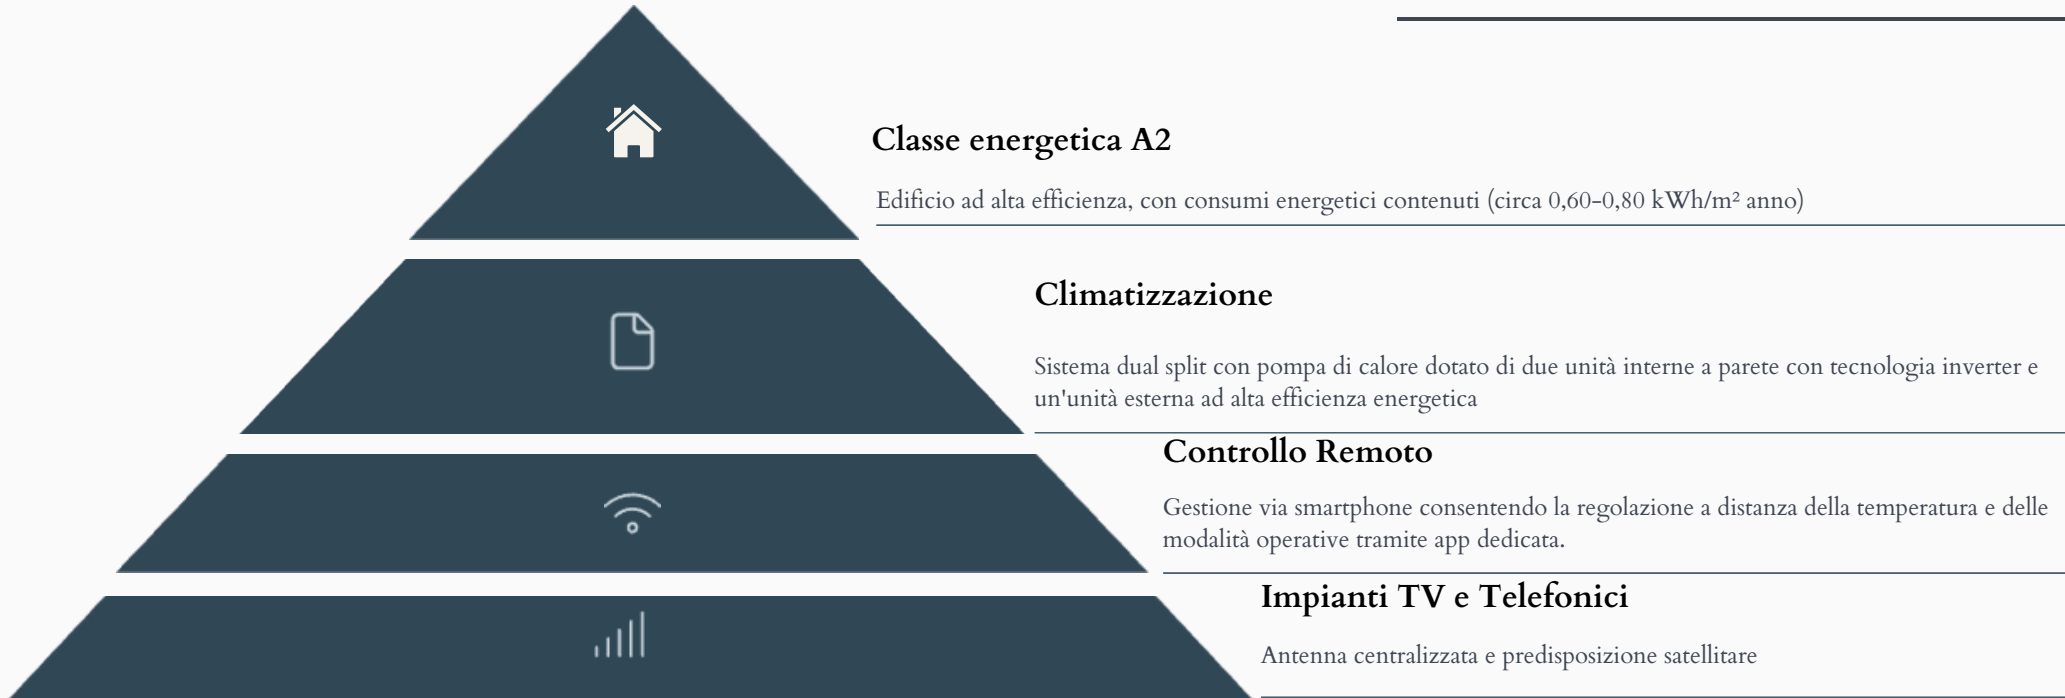 Classe energetica A2
Edificio ad alta efficienza, con consumi energetici contenuti (circa 0,60-0,80 kWh/m² anno)
Climatizzazione
Sistema dual split con pompa di calore dotato di due unità interne a parete con tecnologia inverter e
un'unità esterna ad alta efficienza energetica
Controllo Remoto
Gestione via smartphone consentendo la regolazione a distanza della temperatura e delle
modalità operative tramite app dedicata.
Impianti TV e Telefonici
Antenna centralizzata e predisposizione satellitare